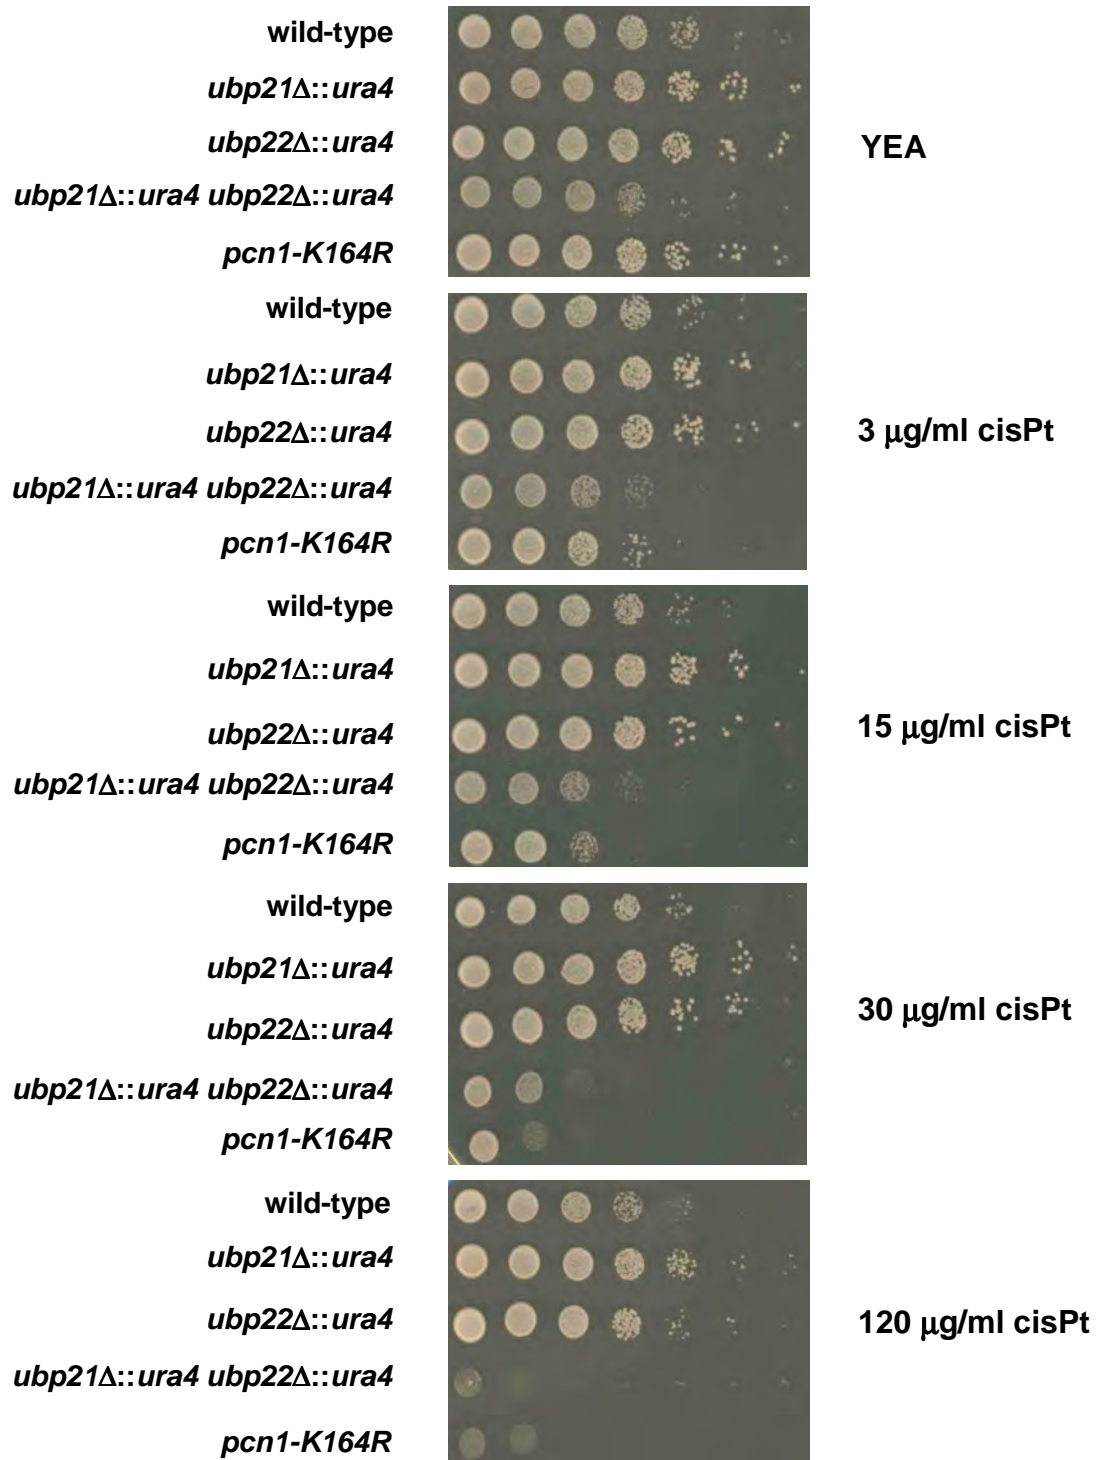 wild-type
ubp21Δ::ura4
ubp22Δ::ura4
YEA
ubp21Δ::ura4 ubp22Δ::ura4
pcn1-K164R
wild-type
ubp21Δ::ura4
ubp22Δ::ura4
3 μg/ml cisPt
ubp21Δ::ura4 ubp22Δ::ura4
pcn1-K164R
wild-type
ubp21Δ::ura4
ubp22Δ::ura4
15 μg/ml cisPt
ubp21Δ::ura4 ubp22Δ::ura4
pcn1-K164R
wild-type
ubp21Δ::ura4
ubp22Δ::ura4
30 μg/ml cisPt
ubp21Δ::ura4 ubp22Δ::ura4
pcn1-K164R
wild-type
ubp21Δ::ura4
ubp22Δ::ura4
120 μg/ml cisPt
ubp21Δ::ura4 ubp22Δ::ura4
pcn1-K164R